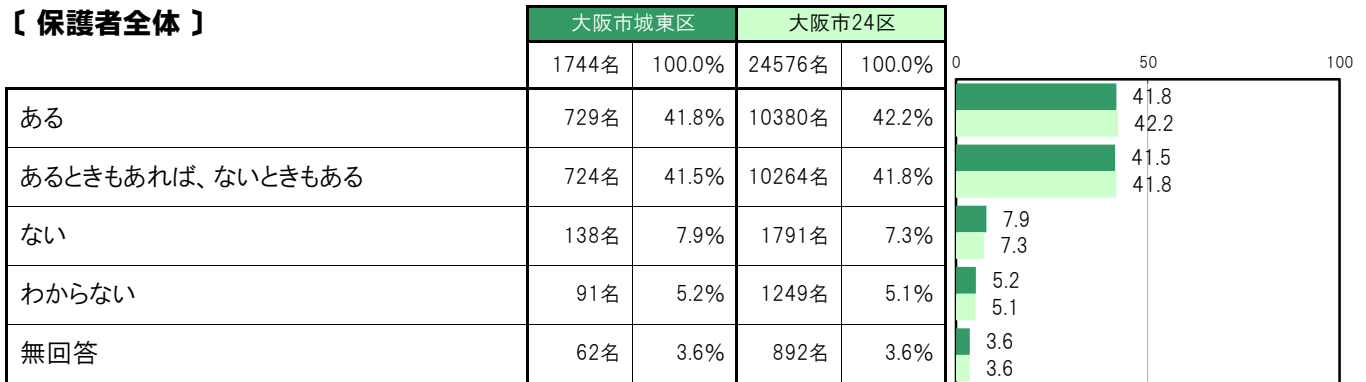 〔 保護者全体 〕
大阪市城東区 大阪市24区
1744名 100.0% 24576名 100.0% 0 50 100
ある 729名 41.8% 10380名 42.2% 41.8
42.2
あるときもあれば、ないときもある 724名 41.5% 10264名 41.8% 41.5
41.8
ない 138名 7.9% 1791名 7.3% 7.9
7.3
わからない 91名 5.2% 1249名 5.1% 5.2
5.1
無回答 62名 3.6% 892名 3.6% 3.6
3.6